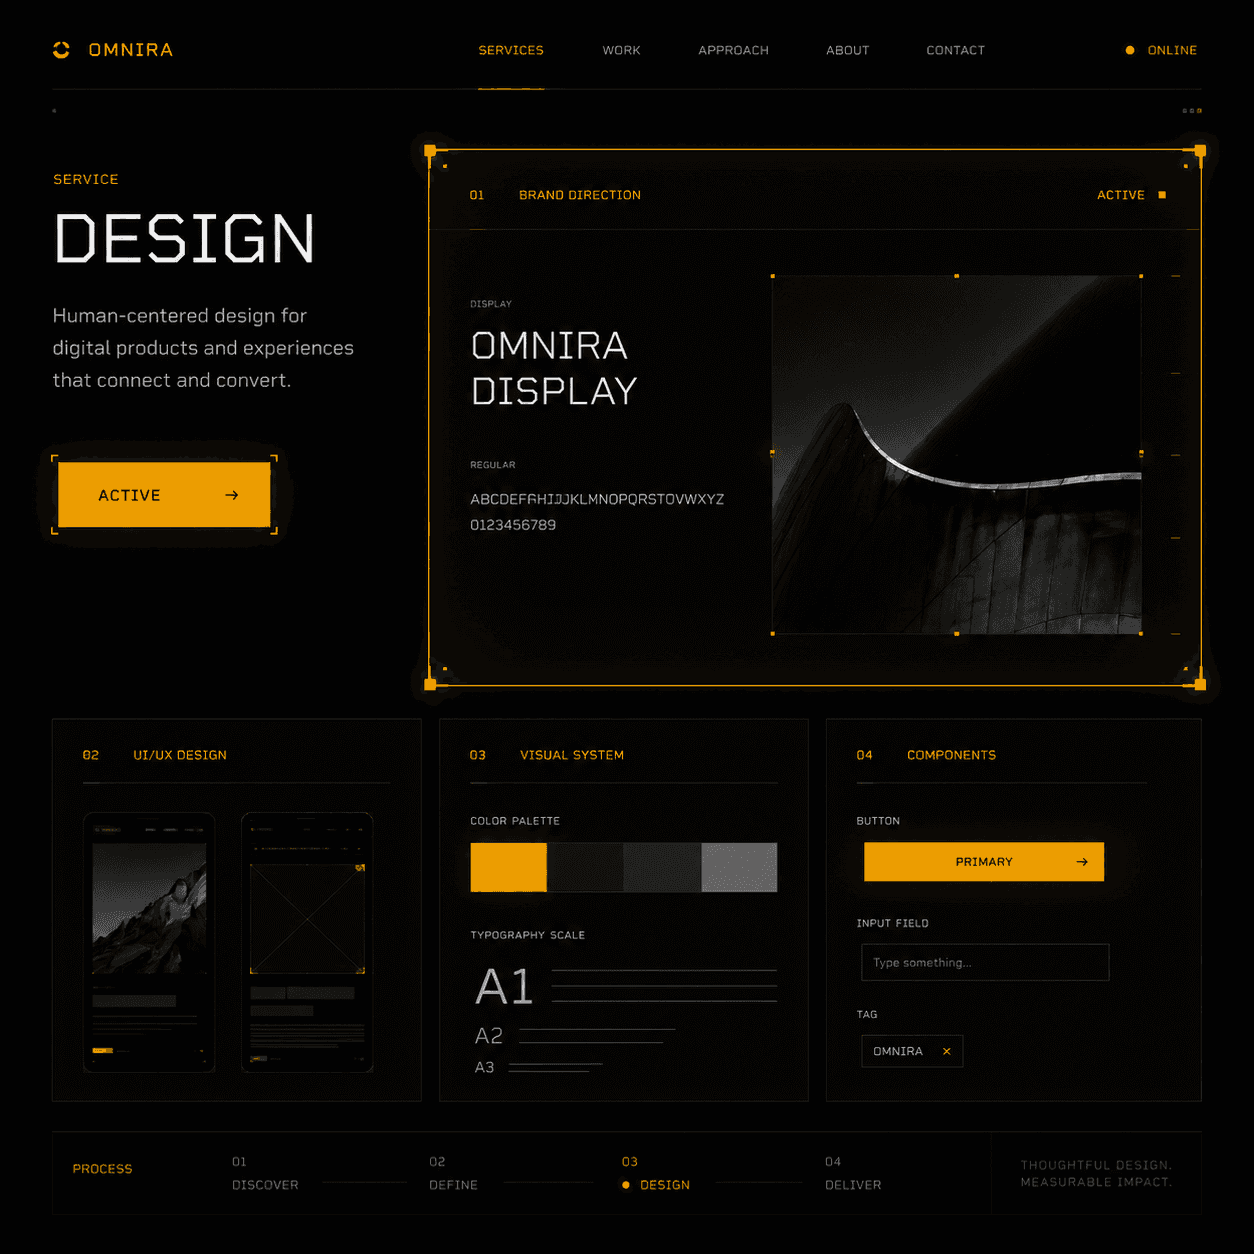 OMNIRA
SERVICES
WORK
APPROACH
ABOUT
CONTACT
ONLINE
SERVICE
DESIGN
Human-centered design for
digital products and experiences
that connect and convert.
ACTIVE →
01 BRAND DIRECTION
ACTIVE
DISPLAY
OMNIRA
DISPLAY
REGULAR
0123456789
02 UI/UX DESIGN
03 VISUAL SYSTEM
COLOR PALETTE
TYPOGRAPHY SCALE
A1
A2
A3
04 COMPONENTS
BUTTON
PRIMARY →
INPUT FIELD
Type something...
TAG
OMNIRA ×
PROCESS
01
DISCOVER
02
DEFINE
03
DESIGN
04
DELIVER
THOUGHTFUL DESIGN.
MEASURABLE IMPACT.